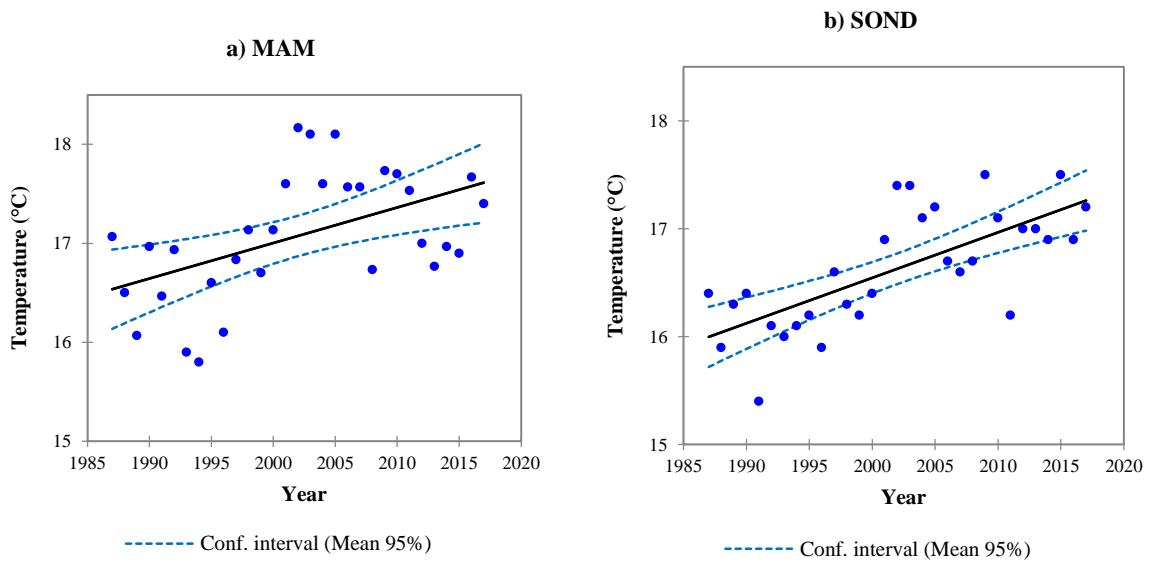 a) MAM
Temperature (°C)
18
17
16
15
1985 1990 1995 2000 2005 2010 2015 2020
Year
Conf. interval (Mean 95%)
b) SOND
Temperature (°C)
18
17
16
15
1985 1990 1995 2000 2005 2010 2015 2020
Year
Conf. interval (Mean 95%)